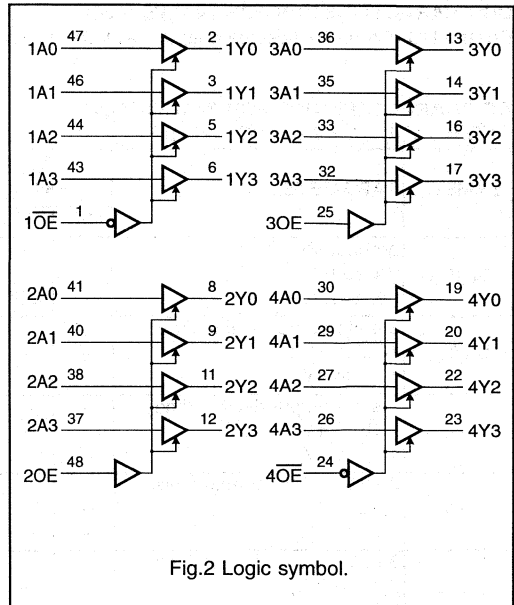 1A0 47 2 1Y0 3A0 36 13 3Y0
1A1 46 3 1Y1 3A1 35 14 3Y1
1A2 44 5 1Y2 3A2 33 16 3Y2
1A3 43 6 1Y3 3A3 32 17 3Y3
1O̅E̅ 1 3OE 25
2A0 41 8 2Y0 4A0 30 19 4Y0
2A1 40 9 2Y1 4A1 29 20 4Y1
2A2 38 11 2Y2 4A2 27 22 4Y2
2A3 37 12 2Y3 4A3 26 23 4Y3
2OE 48 4O̅E̅ 24
Fig.2 Logic symbol.